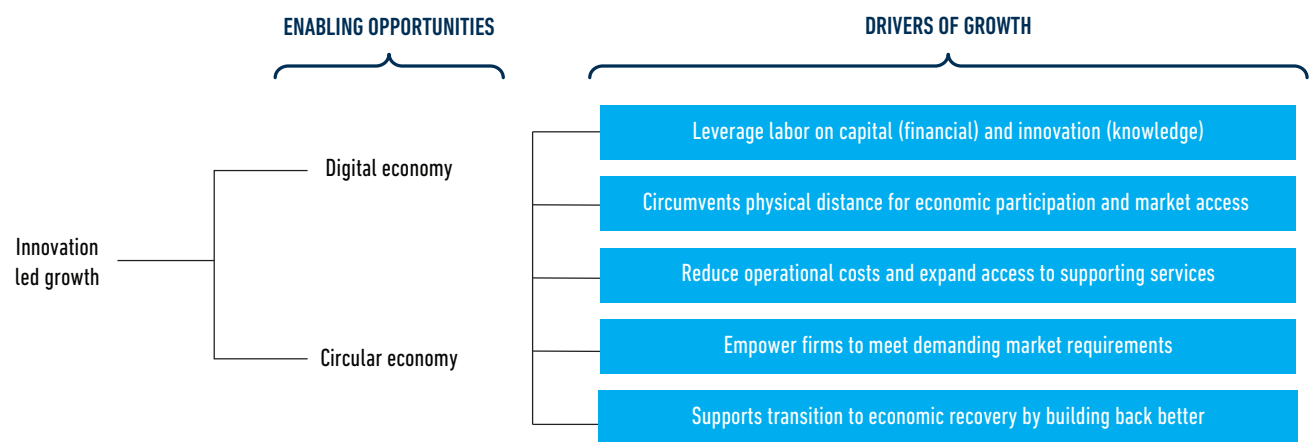 ENABLING OPPORTUNITIES
DRIVERS OF GROWTH
Innovation
led growth
Digital economy
Circular economy
Leverage labor on capital (financial) and innovation (knowledge)
Circumvents physical distance for economic participation and market access
Reduce operational costs and expand access to supporting services
Empower firms to meet demanding market requirements
Supports transition to economic recovery by building back better